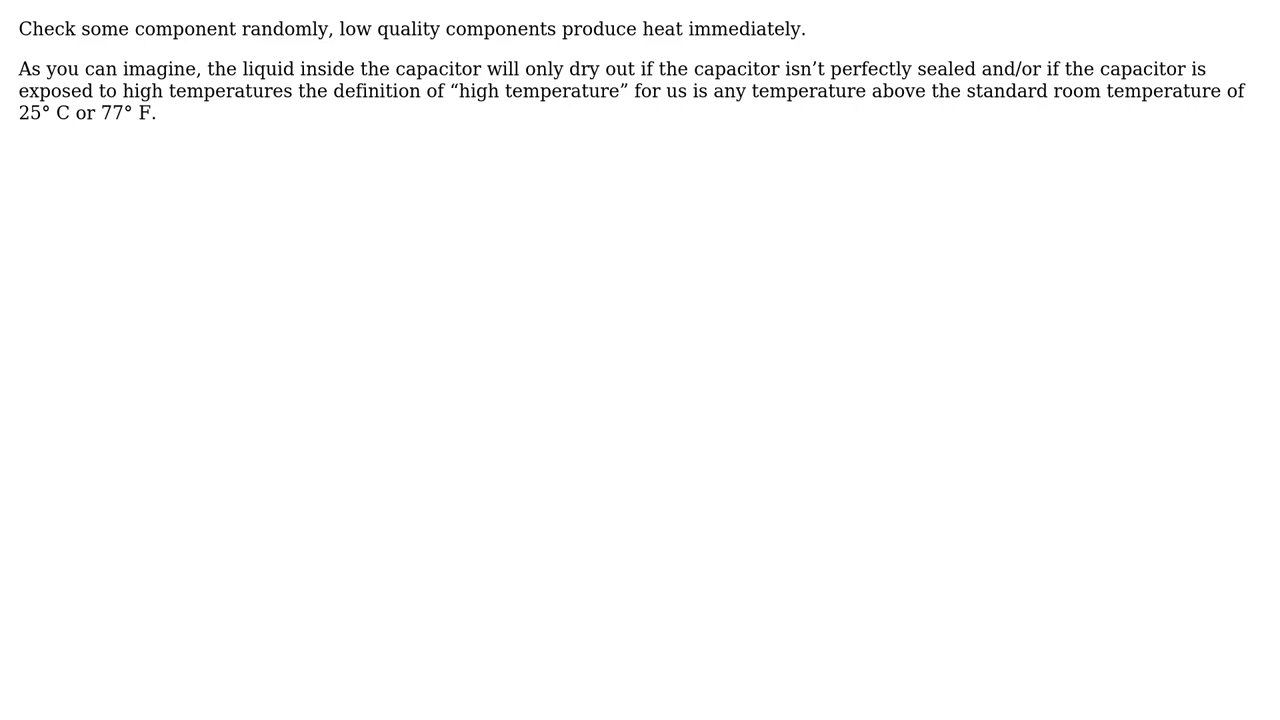 Check some component randomly, low quality components produce heat immediately.
As you can imagine, the liquid inside the capacitor will only dry out if the capacitor isn’t perfectly sealed and/or if the capacitor is
exposed to high temperatures the definition of “high temperature” for us is any temperature above the standard room temperature of
25° C or 77° F.